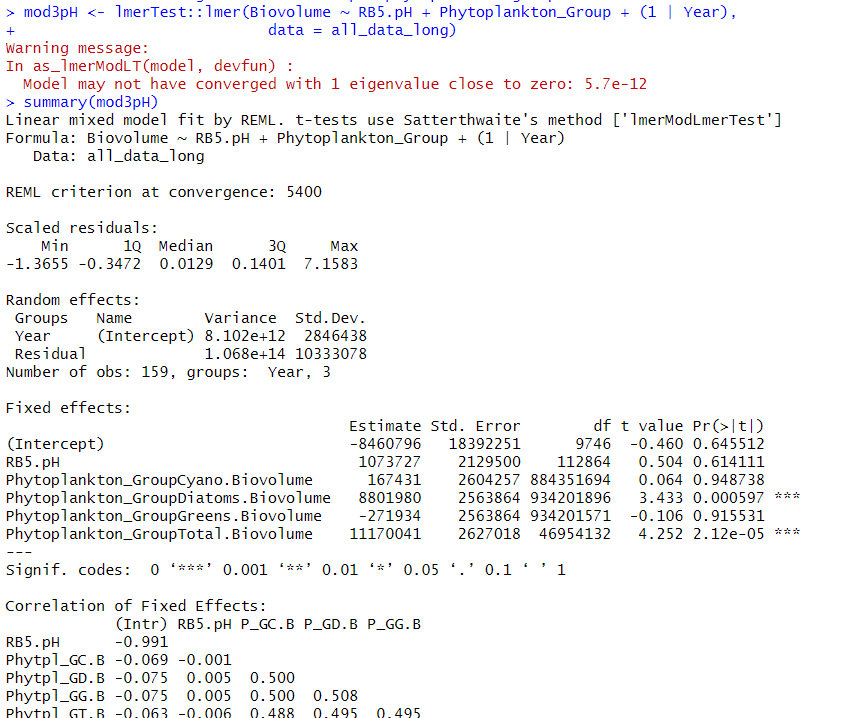 > mod3pH <- lmerTest::lmer(Biovolume ~ RB5.pH + Phytoplankton_Group + (1 | Year),
+                          data = all_data_long)
Warning message:
In as_lmerModLT(model, devfun) :
  Model may not have converged with 1 eigenvalue close to zero: 5.7e-12
> summary(mod3pH)
Linear mixed model fit by REML. t-tests use Satterthwaite's method ['lmerModLmerTest']
Formula: Biovolume ~ RB5.pH + Phytoplankton_Group + (1 | Year)
   Data: all_data_long

REML criterion at convergence: 5400

Scaled residuals:
    Min      1Q  Median      3Q     Max
-1.3655 -0.3472  0.0129  0.1401  7.1583

Random effects:
 Groups   Name        Variance  Std.Dev.
 Year     (Intercept) 8.102e+12  2846438
 Residual             1.068e+14 10333078
Number of obs: 159, groups:  Year, 3

Fixed effects:
                                      Estimate Std. Error        df t value Pr(>|t|)
(Intercept)                           -8460796   18392251      9746  -0.460 0.645512
RB5.pH                                 1073727    2129500    112864   0.504 0.614111
Phytoplankton_GroupCyano.Biovolume      167431    2604257 884351694   0.064 0.948738
Phytoplankton_GroupDiatoms.Biovolume   8801980    2563864 934201896   3.433 0.000597 ***
Phytoplankton_GroupGreens.Biovolume    -271934    2563864 934201571  -0.106 0.915531
Phytoplankton_GroupTotal.Biovolume    11170041    2627018  46954132   4.252 2.12e-05 ***
---
Signif. codes:  0 ‘***’ 0.001 ‘**’ 0.01 ‘*’ 0.05 ‘.’ 0.1 ‘ ’ 1

Correlation of Fixed Effects:
            (Intr) RB5.pH P_GC.B P_GD.B P_GG.B
RB5.pH      -0.991
Phytpl_GC.B -0.069 -0.001
Phytpl_GD.B -0.075  0.005  0.500
Phytpl_GG.B -0.075  0.005  0.500  0.508
Phytpl_GT.B -0.063 -0.006  0.488  0.495  0.495